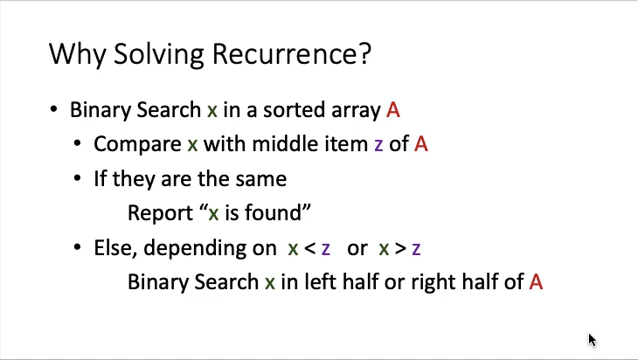 Why Solving Recurrence?
• Binary Search x in a sorted array A
• Compare x with middle item z of A
• If they are the same
Report “x is found”
• Else, depending on x < z or x > z
Binary Search x in left half or right half of A